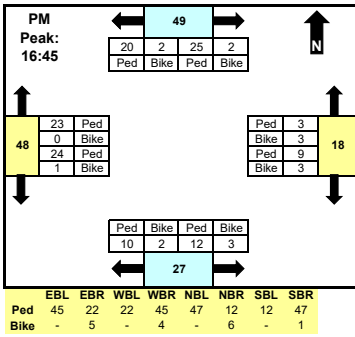 PM
Peak:
16:45
49
20 2 25 2
Ped Bike Ped Bike
N
48
23 Ped
0 Bike
24 Ped
1 Bike
Ped 3
Bike 3
Ped 9
Bike 3
18
Ped Bike Ped Bike
10 2 12 3
27
EBL EBR WBL WBR NBL NBR SBL SBR
Ped 45 22 22 45 47 12 12 47
Bike - 5 - 4 - 6 - 1